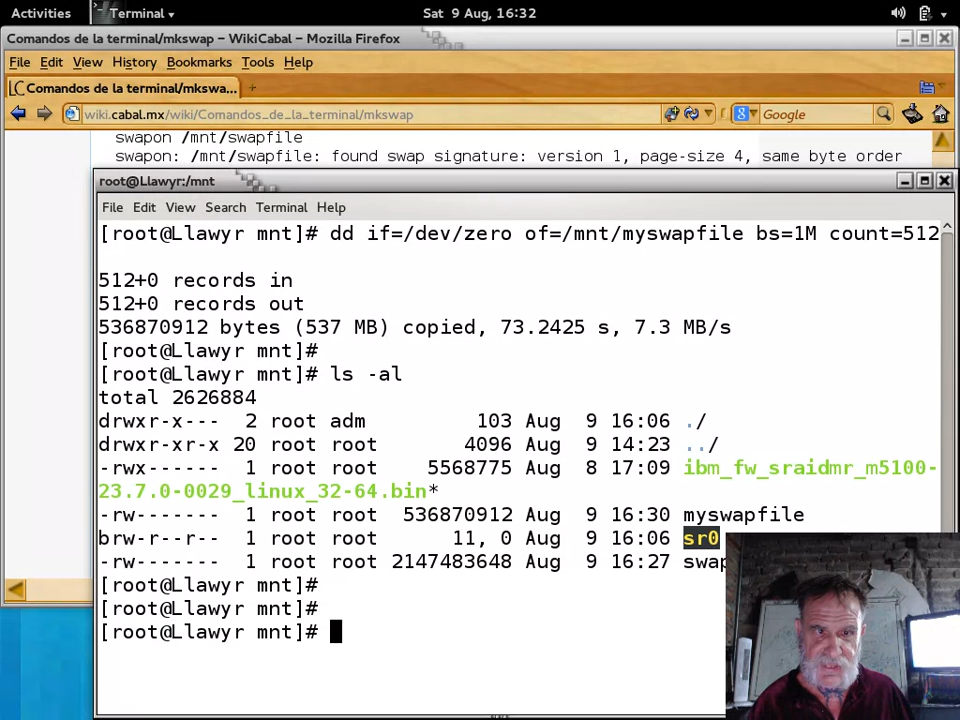 Activities Terminal Sat 9 Aug, 16:32
Comandos de la terminal/mkswap – WikiCabal – Mozilla Firefox
File Edit View History Bookmarks Tools Help
Comandos de la terminal/mkswa...
wiki.cabal.mx/wiki/Comandos_de_la_terminal/mkswap Google
swapon /mnt/swapfile
swapon: /mnt/swapfile: found swap signature: version 1, page-size 4, same byte order
root@Llawyr:/mnt
File Edit View Search Terminal Help
[root@Llawyr mnt]# dd if=/dev/zero of=/mnt/myswapfile bs=1M count=512
512+0 records in
512+0 records out
536870912 bytes (537 MB) copied, 73.2425 s, 7.3 MB/s
[root@Llawyr mnt]#
[root@Llawyr mnt]# ls -al
total 2626884
drwxr-x--- 2 root adm 103 Aug 9 16:06 ./
drwxr-xr-x 20 root root 4096 Aug 9 14:23 ../
-rwx------ 1 root root 5568775 Aug 8 17:09 ibm_fw_sraidmr_m5100-
23.7.0-0029_linux_32-64.bin*
-rw------- 1 root root 536870912 Aug 9 16:30 myswapfile
brw-r--r-- 1 root root 11, 0 Aug 9 16:06 sr0
-rw------- 1 root root 2147483648 Aug 9 16:27 swap
[root@Llawyr mnt]#
[root@Llawyr mnt]#
[root@Llawyr mnt]#